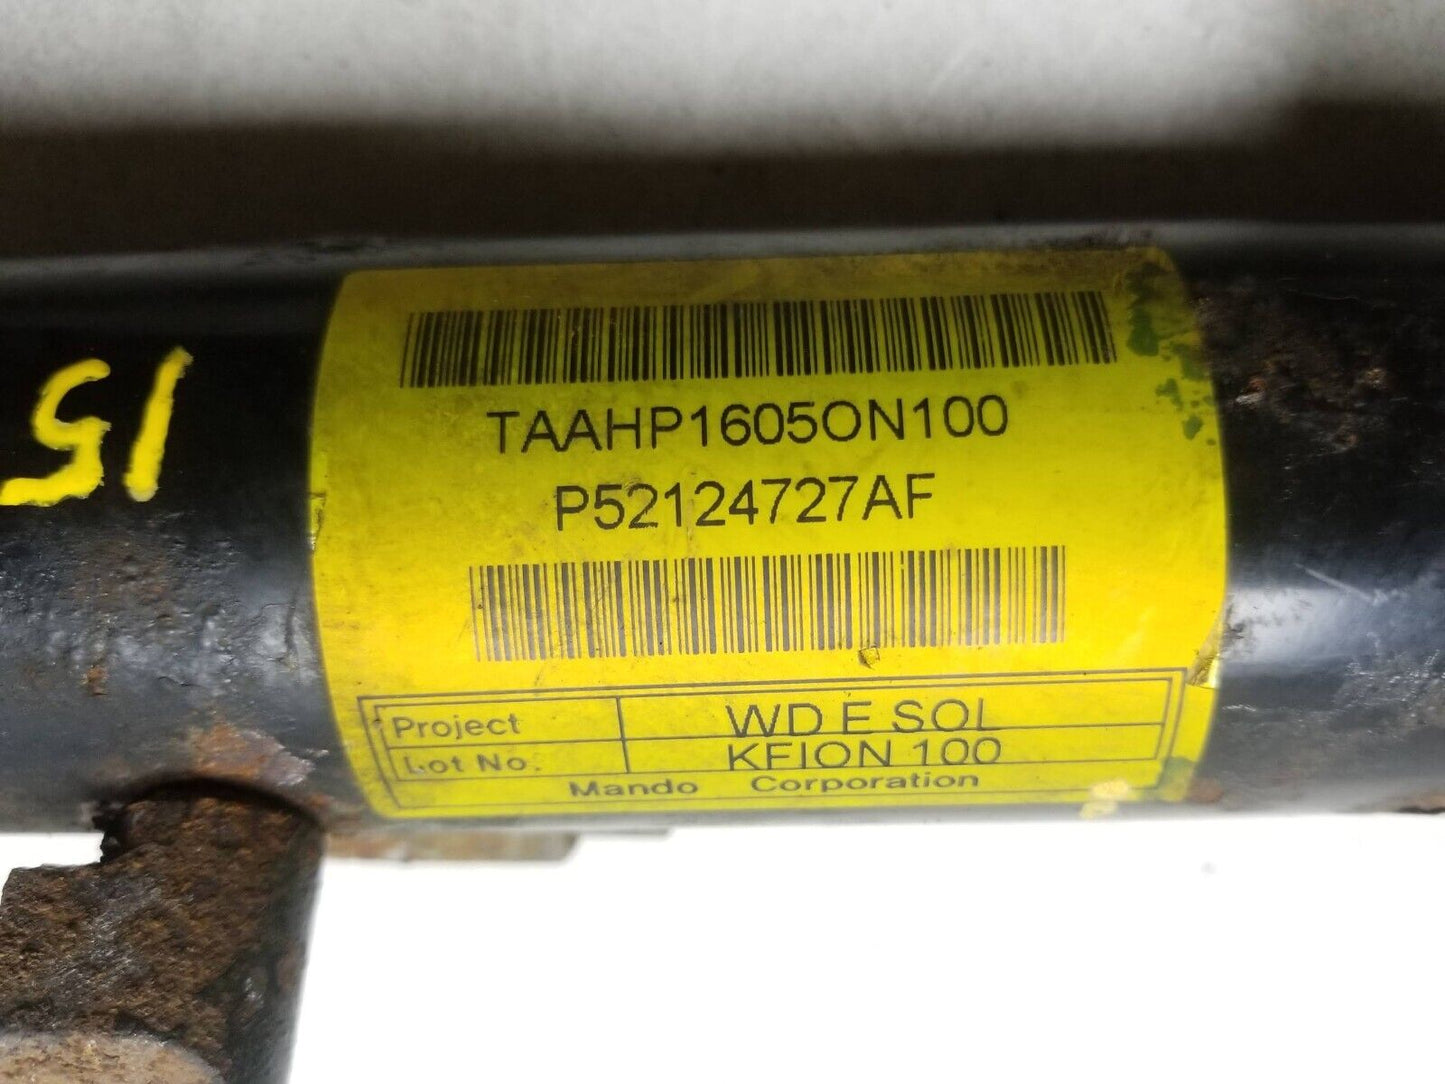 15
TAAHP1605ON100
P52124727AF
Project WD E SOL
Lot No. KFION 100
Mando Corporation